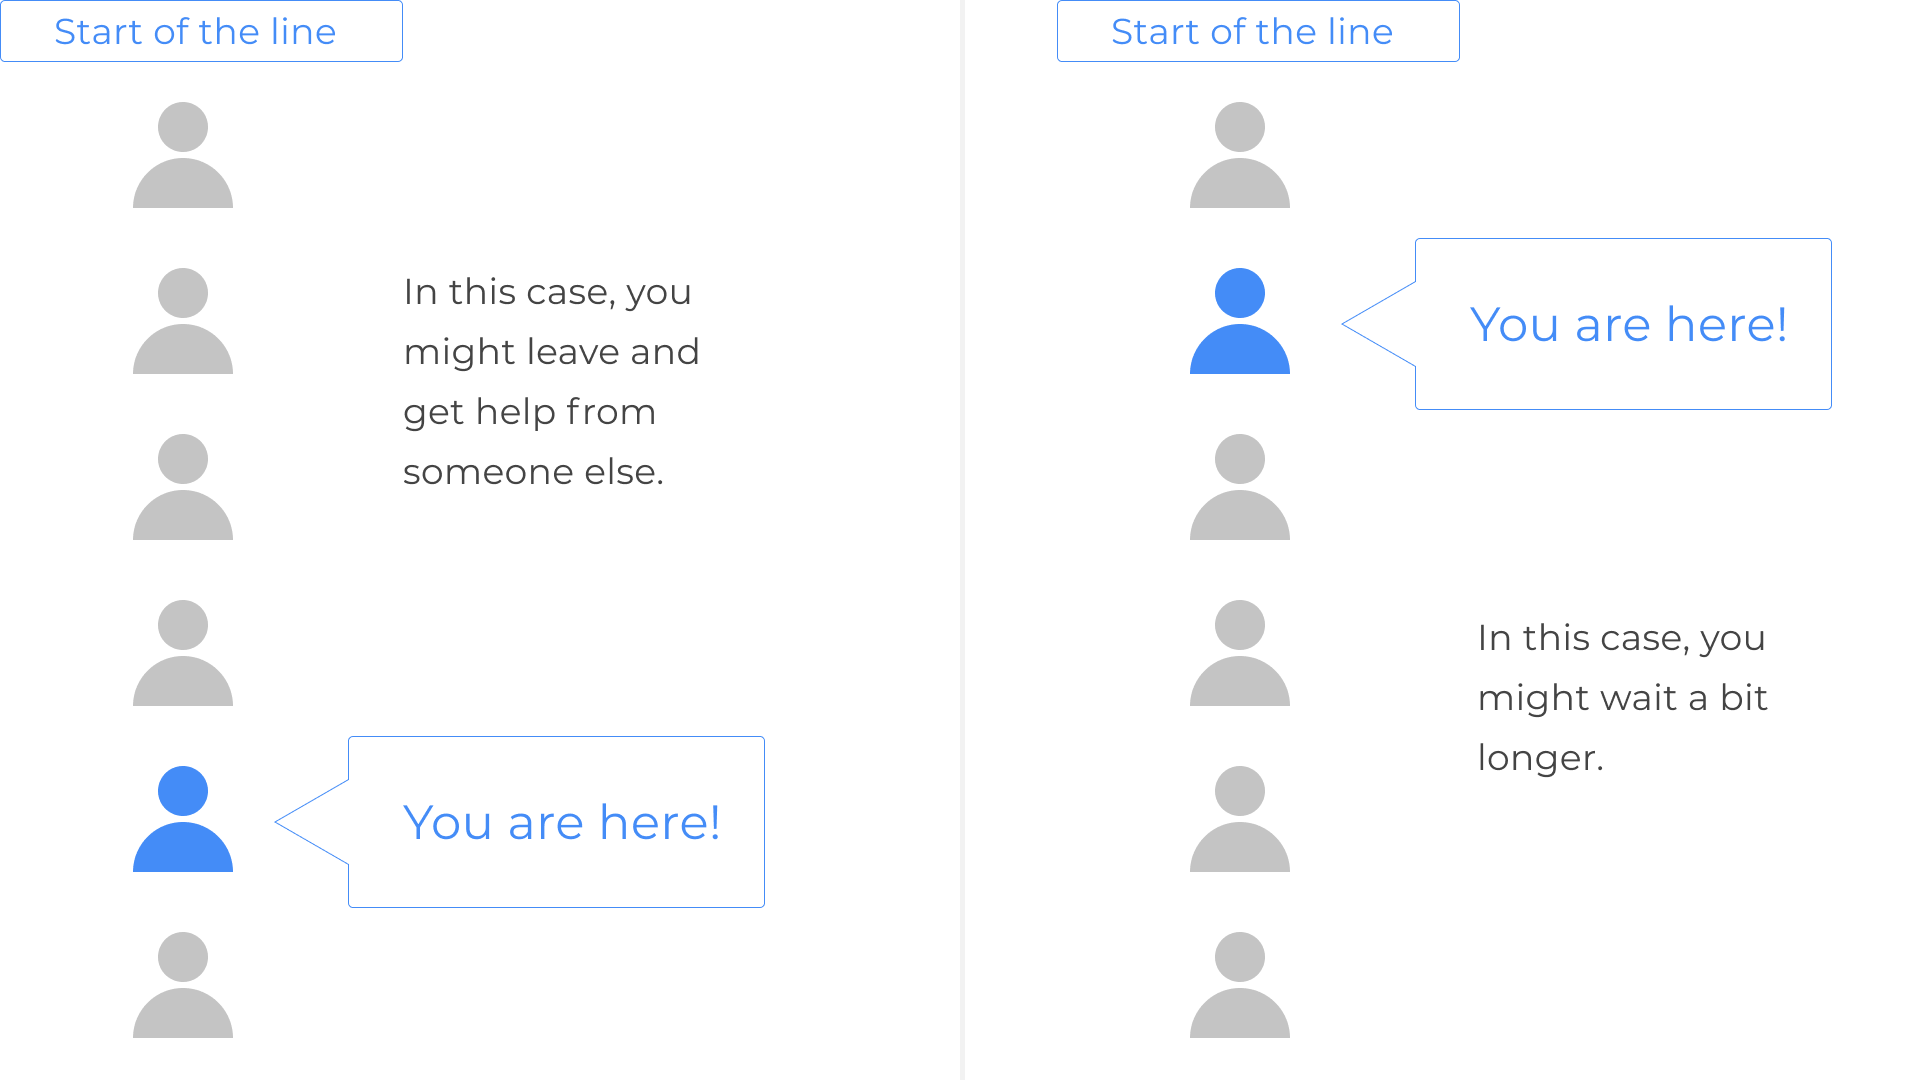 Start of the line
In this case, you
might leave and
get help from
someone else.
You are here!
Start of the line
You are here!
In this case, you
might wait a bit
longer.